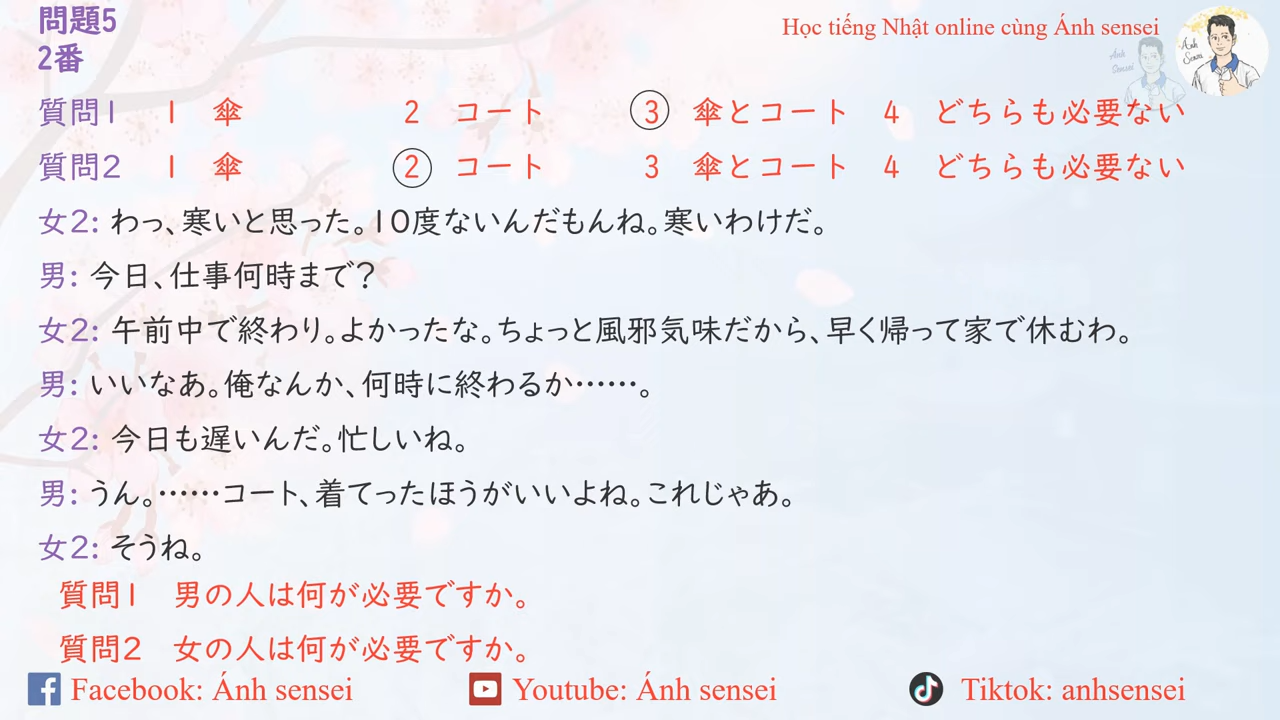 問題5
Học tiếng Nhật online cùng Ánh sensei
2番
Ánh Sensei
Ánh Sensei
質問1 1 傘 2 コート 3 傘とコート 4 どちらも必要ない
質問2 1 傘 2 コート 3 傘とコート 4 どちらも必要ない
女2: わっ、寒いと思った。10度ないんだもんね。寒いわけだ。
男: 今日、仕事何時まで?
女2: 午前中で終わり。よかったな。ちょっと風邪気味だから、早く帰って家で休むわ。
男: いいなあ。俺なんか、何時に終わるか……。
女2: 今日も遅いんだ。忙しいね。
男: うん。……コート、着てったほうがいいよね。これじゃあ。
女2: そうね。
質問1 男の人は何が必要ですか。
質問2 女の人は何が必要ですか。
Facebook: Ánh sensei Youtube: Ánh sensei Tiktok: anhsensei